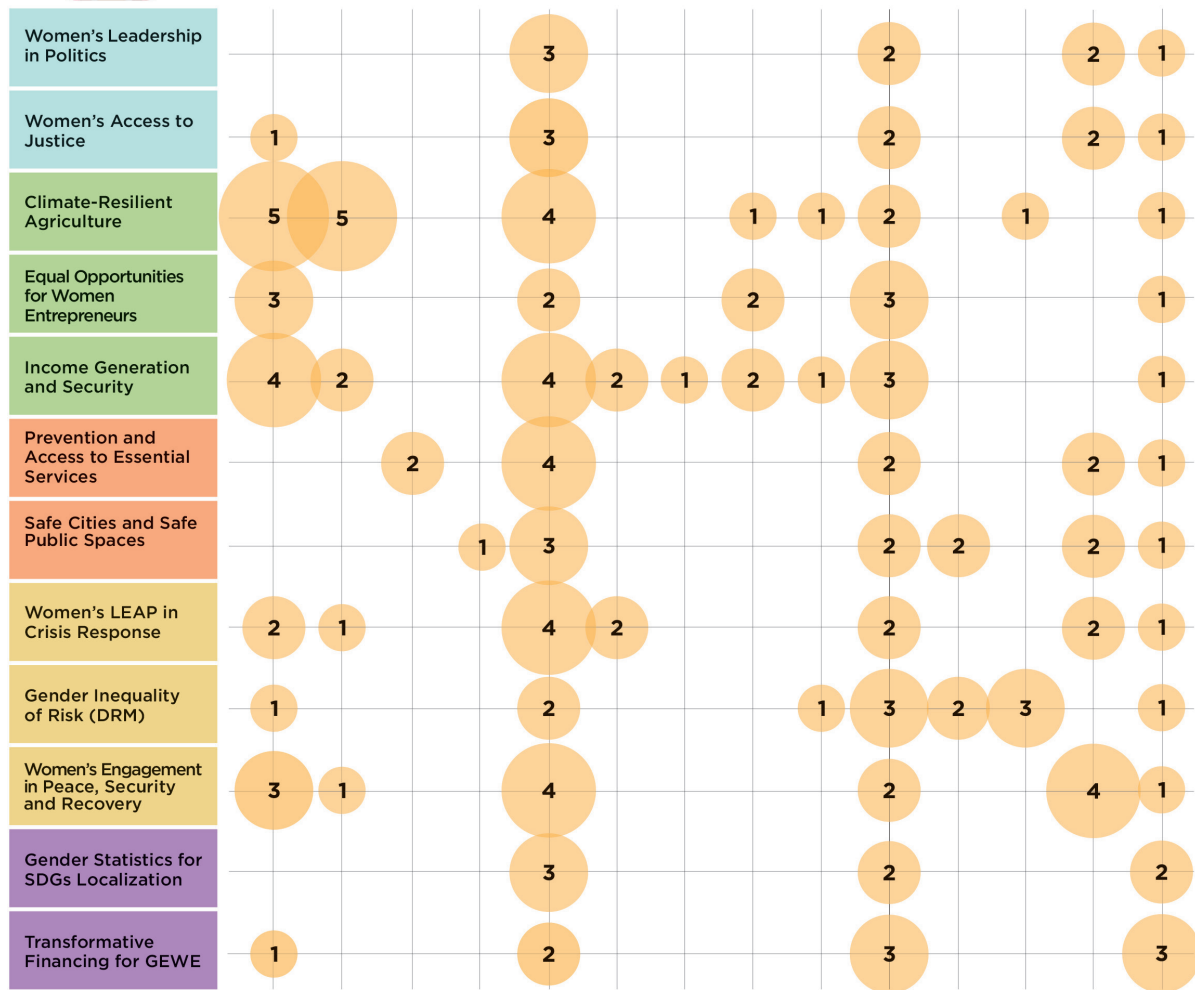 Women's Leadership
in Politics
3 2 2 1
Women's Access to
Justice
1 3 2 2 1
Climate-Resilient
Agriculture
5 5 4 1 1 2 1 1
Equal Opportunities
for Women
Entrepreneurs
3 2 2 3 1
Income Generation
and Security
4 2 4 2 1 2 1 3 1
Prevention and
Access to Essential
Services
2 4 2 2 1
Safe Cities and Safe
Public Spaces
1 3 2 2 2 1
Women's LEAP in
Crisis Response
2 1 4 2 2 2 1
Gender Inequality
of Risk (DRM)
1 2 1 3 2 3 1
Women's Engagement
in Peace, Security
and Recovery
3 1 4 2 4 1
Gender Statistics for
SDGs Localization
3 2 2
Transformative
Financing for GEWE
1 2 3 3